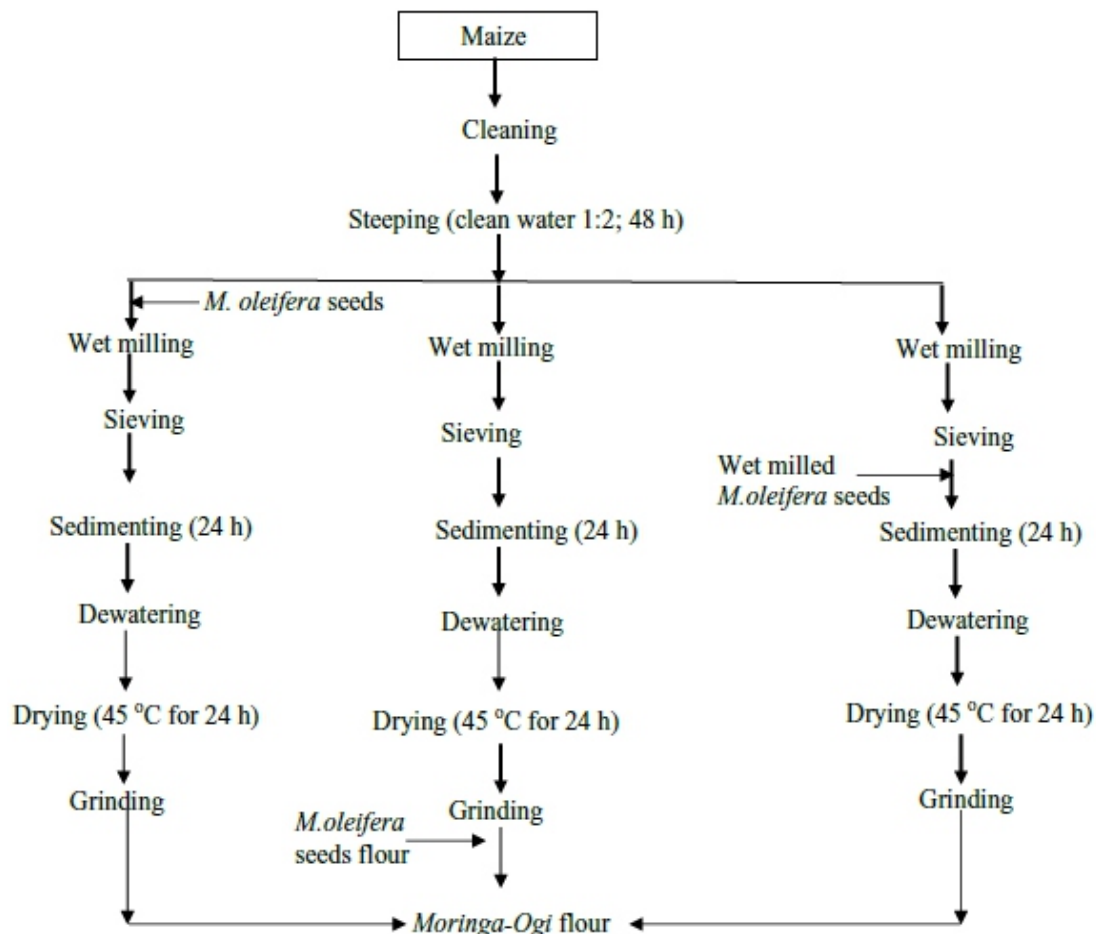 Maize
Cleaning
Steeping (clean water 1:2; 48 h)
M. oleifera seeds
Wet milling
Wet milling
Wet milling
Sieving
Sieving
Sieving
Wet milled
M.oleifera seeds
Sedimenting (24 h)
Sedimenting (24 h)
Sedimenting (24 h)
Dewatering
Dewatering
Dewatering
Drying (45 °C for 24 h)
Drying (45 °C for 24 h)
Drying (45 °C for 24 h)
Grinding
Grinding
Grinding
M.oleifera
seeds flour
Moringa-Ogi flour